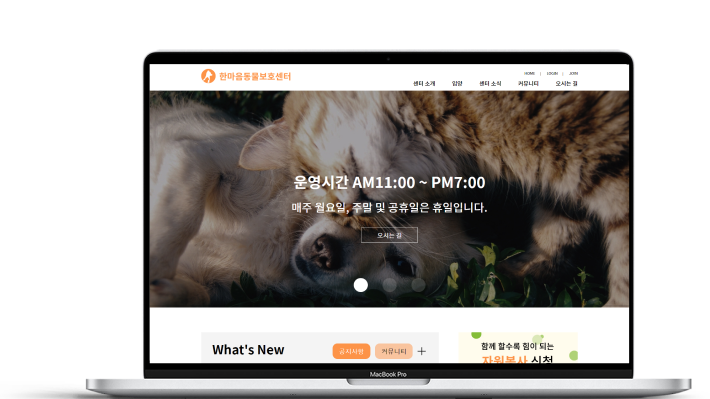 한마음동물보호센터
HOME | LOGIN | JOIN
센터 소개 입양 센터 소식 커뮤니티 오시는 길
운영시간 AM11:00 ~ PM7:00
매주 월요일, 주말 및 공휴일은 휴일입니다.
오시는 길
What's New 공지사항 커뮤니티 +
함께 할수록 힘이 되는
자원봉사 신청
MacBook Pro